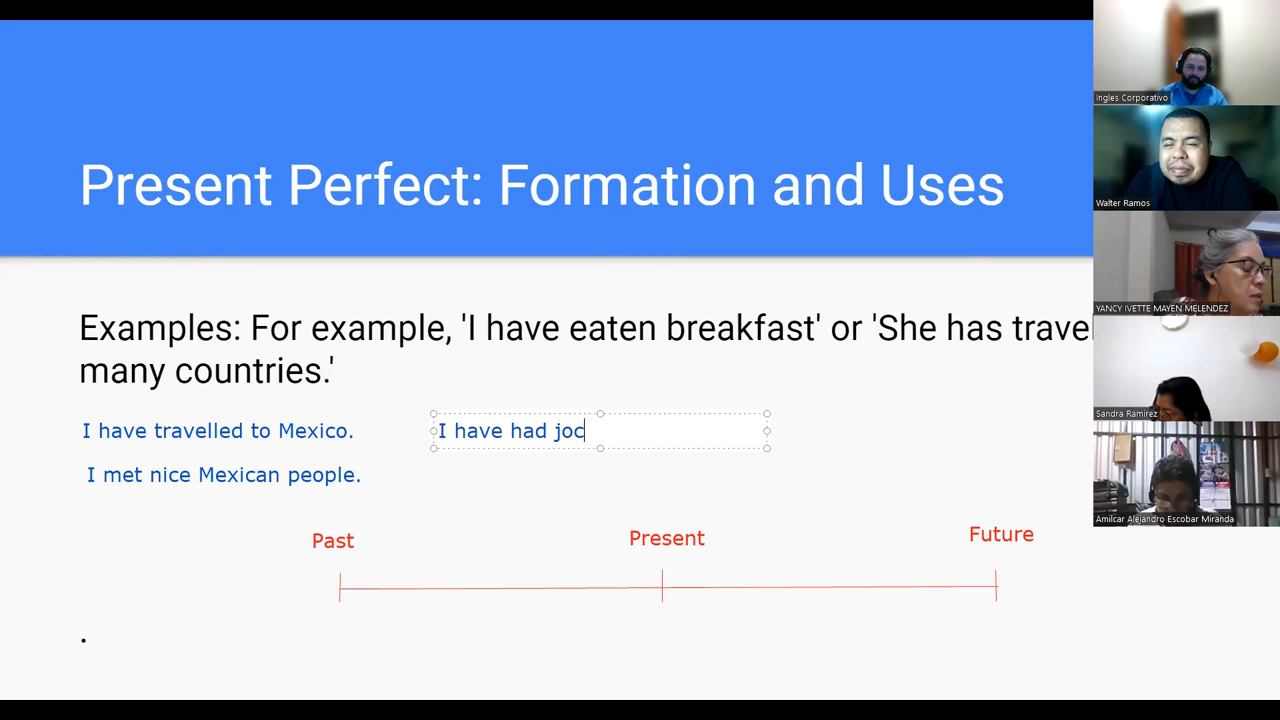 Present Perfect: Formation and Uses
Examples: For example, 'I have eaten breakfast' or 'She has travel
many countries.'
I have travelled to Mexico.
I have had joc
I met nice Mexican people.
Past
Present
Future
.
Ingles Corporativo
Walter Ramos
YANCY IVETTE MAYEN MELENDEZ
Sandra Ramirez
Amilcar Alejandro Escobar Miranda